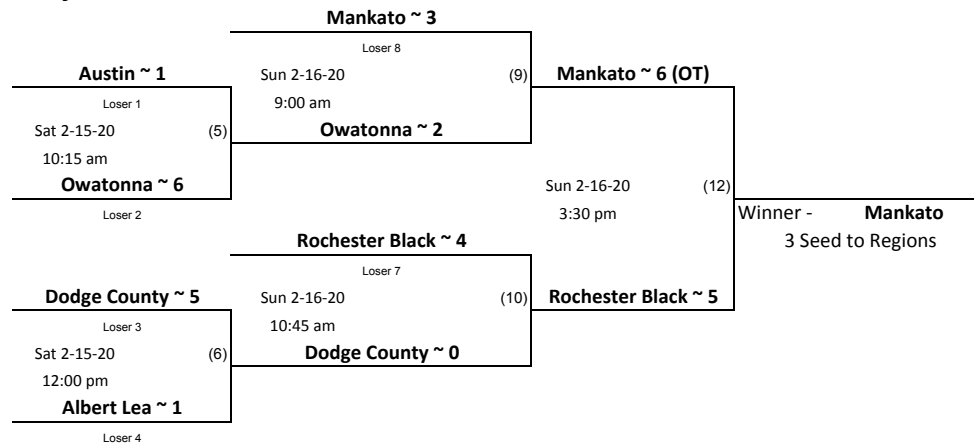 Mankato ~ 3
Loser 8
Austin ~ 1
Sun 2-16-20 (9)
Mankato ~ 6 (OT)
Loser 1
9:00 am
Sat 2-15-20 (5)
Owatonna ~ 2
10:15 am
Owatonna ~ 6
Sun 2-16-20 (12)
Loser 2
3:30 pm
Winner - Mankato
3 Seed to Regions
Rochester Black ~ 4
Loser 7
Dodge County ~ 5
Sun 2-16-20 (10)
Rochester Black ~ 5
Loser 3
10:45 am
Sat 2-15-20 (6)
Dodge County ~ 0
12:00 pm
Albert Lea ~ 1
Loser 4